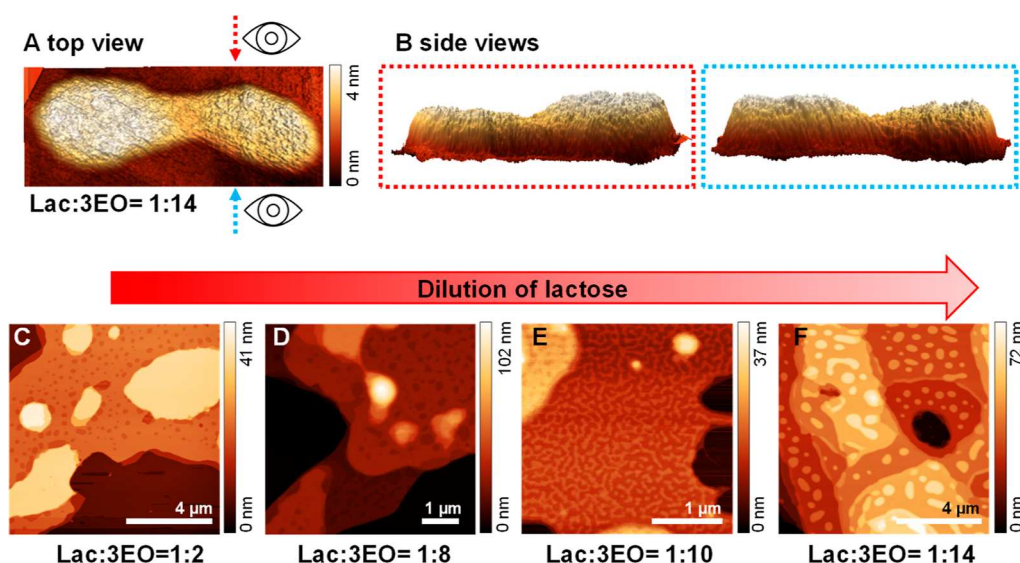 A top view
B side views
4 nm
0 nm
Lac:3EO= 1:14
Dilution of lactose
C
41 nm
0 nm
4 µm
D
102 nm
0 nm
1 µm
E
37 nm
0 nm
1 µm
F
72 nm
0 nm
4 µm
Lac:3EO=1:2
Lac:3EO= 1:8
Lac:3EO= 1:10
Lac:3EO= 1:14